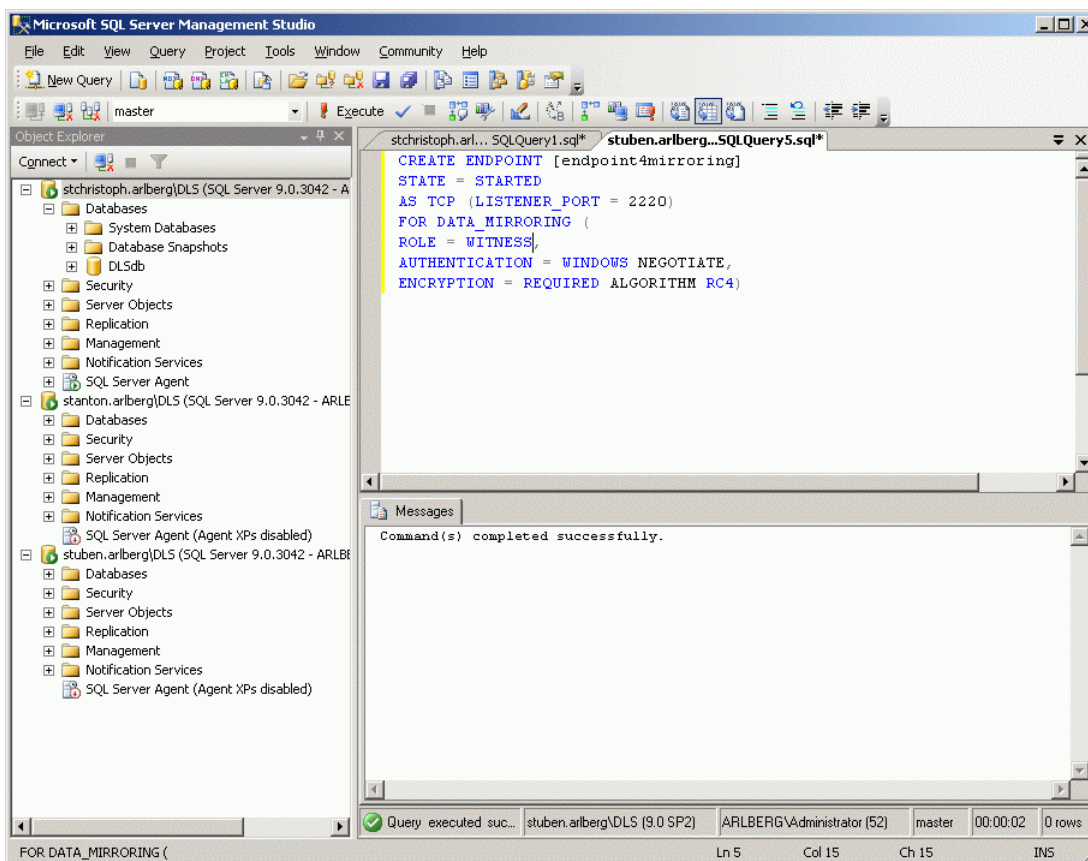 Microsoft SQL Server Management Studio
File Edit View Query Project Tools Window Community Help
New Query
master Execute
Object Explorer
Connect
stchristoph.arlberg\DLS (SQL Server 9.0.3042 - A
Databases
System Databases
Database Snapshots
DLSdb
Security
Server Objects
Replication
Management
Notification Services
SQL Server Agent
stanton.arlberg\DLS (SQL Server 9.0.3042 - ARLE
Databases
Security
Server Objects
Replication
Management
Notification Services
SQL Server Agent (Agent XPs disabled)
stuben.arlberg\DLS (SQL Server 9.0.3042 - ARLBE
Databases
Security
Server Objects
Replication
Management
Notification Services
SQL Server Agent (Agent XPs disabled)
stchristoph.arl... SQLQuery1.sql* stuben.arlberg...SQLQuery5.sql*
CREATE ENDPOINT [endpoint4mirroring]
STATE = STARTED
AS TCP (LISTENER_PORT = 2220)
FOR DATA_MIRRORING (
ROLE = WITNESS,
AUTHENTICATION = WINDOWS NEGOTIATE,
ENCRYPTION = REQUIRED ALGORITHM RC4)
Messages
Command(s) completed successfully.
Query executed suc... stuben.arlberg\DLS (9.0 SP2) ARLBERG\Administrator (52) master 00:00:02 0 rows
FOR DATA_MIRRORING ( Ln 5 Col 15 Ch 15 INS